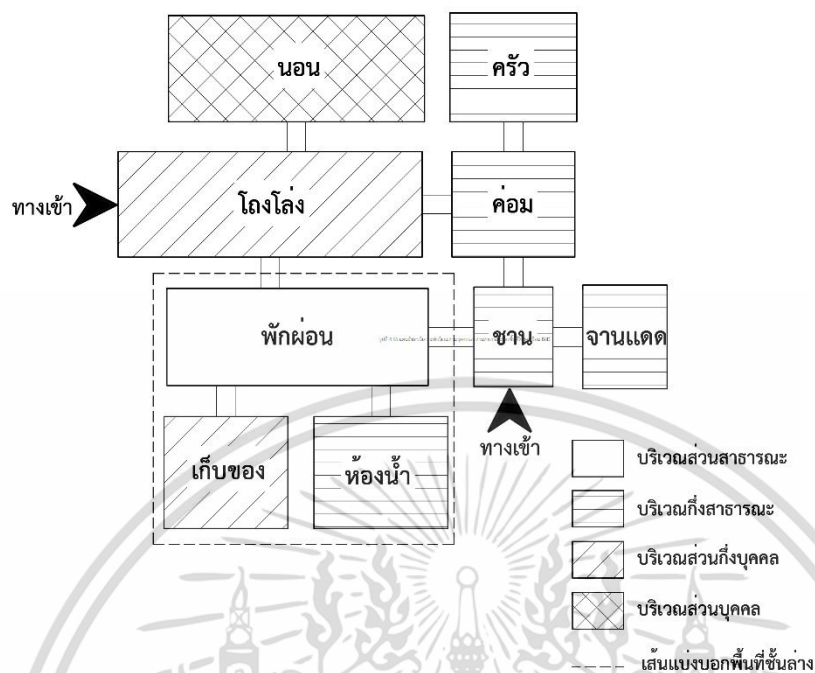 นอน
ครัว
ทางเข้า
โถงโล่ง
ค่อม
พักผ่อน
ชาน
จานแดด
ทางเข้า
เก็บของ
ห้องน้ำ
บริเวณส่วนสาธารณะ
บริเวณกึ่งสาธารณะ
บริเวณส่วนกึ่งบุคคล
บริเวณส่วนบุคคล
เส้นแบ่งบอกพื้นที่ชั้นล่าง